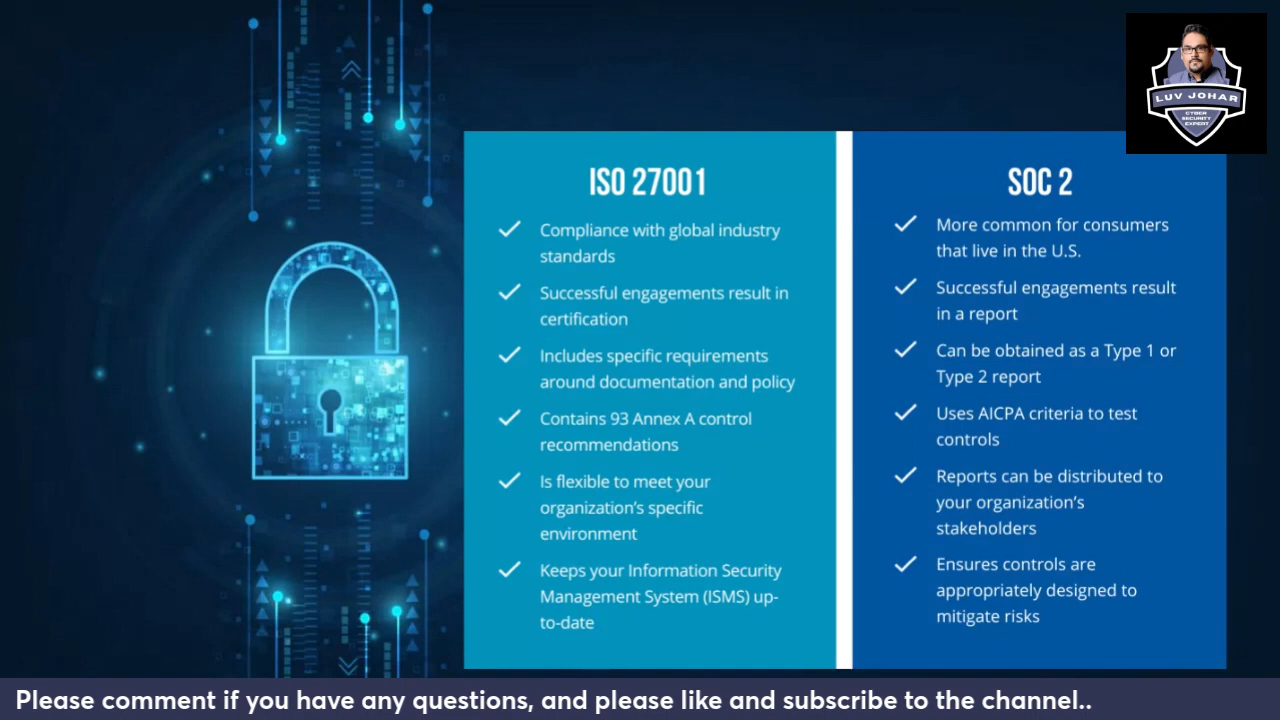 LUV JOHAR
CYBER
SECURITY
EXPERT
ISO 27001
Compliance with global industry
standards
Successful engagements result in
certification
Includes specific requirements
around documentation and policy
Contains 93 Annex A control
recommendations
Is flexible to meet your
organization’s specific
environment
Keeps your Information Security
Management System (ISMS) up-
to-date
SOC 2
More common for consumers
that live in the U.S.
Successful engagements result
in a report
Can be obtained as a Type 1 or
Type 2 report
Uses AICPA criteria to test
controls
Reports can be distributed to
your organization’s
stakeholders
Ensures controls are
appropriately designed to
mitigate risks
Please comment if you have any questions, and please like and subscribe to the channel..